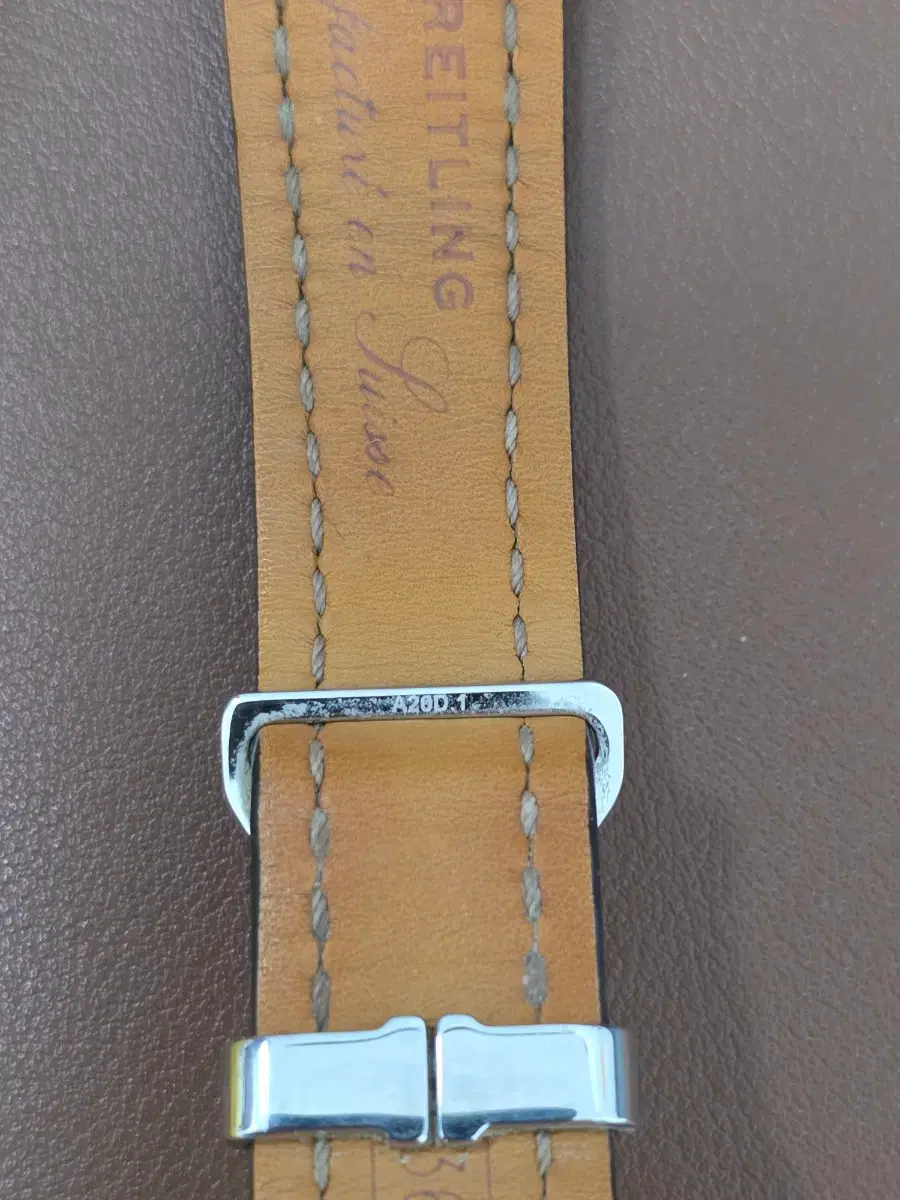 REITLING
facturé en Suisse
A20D.1